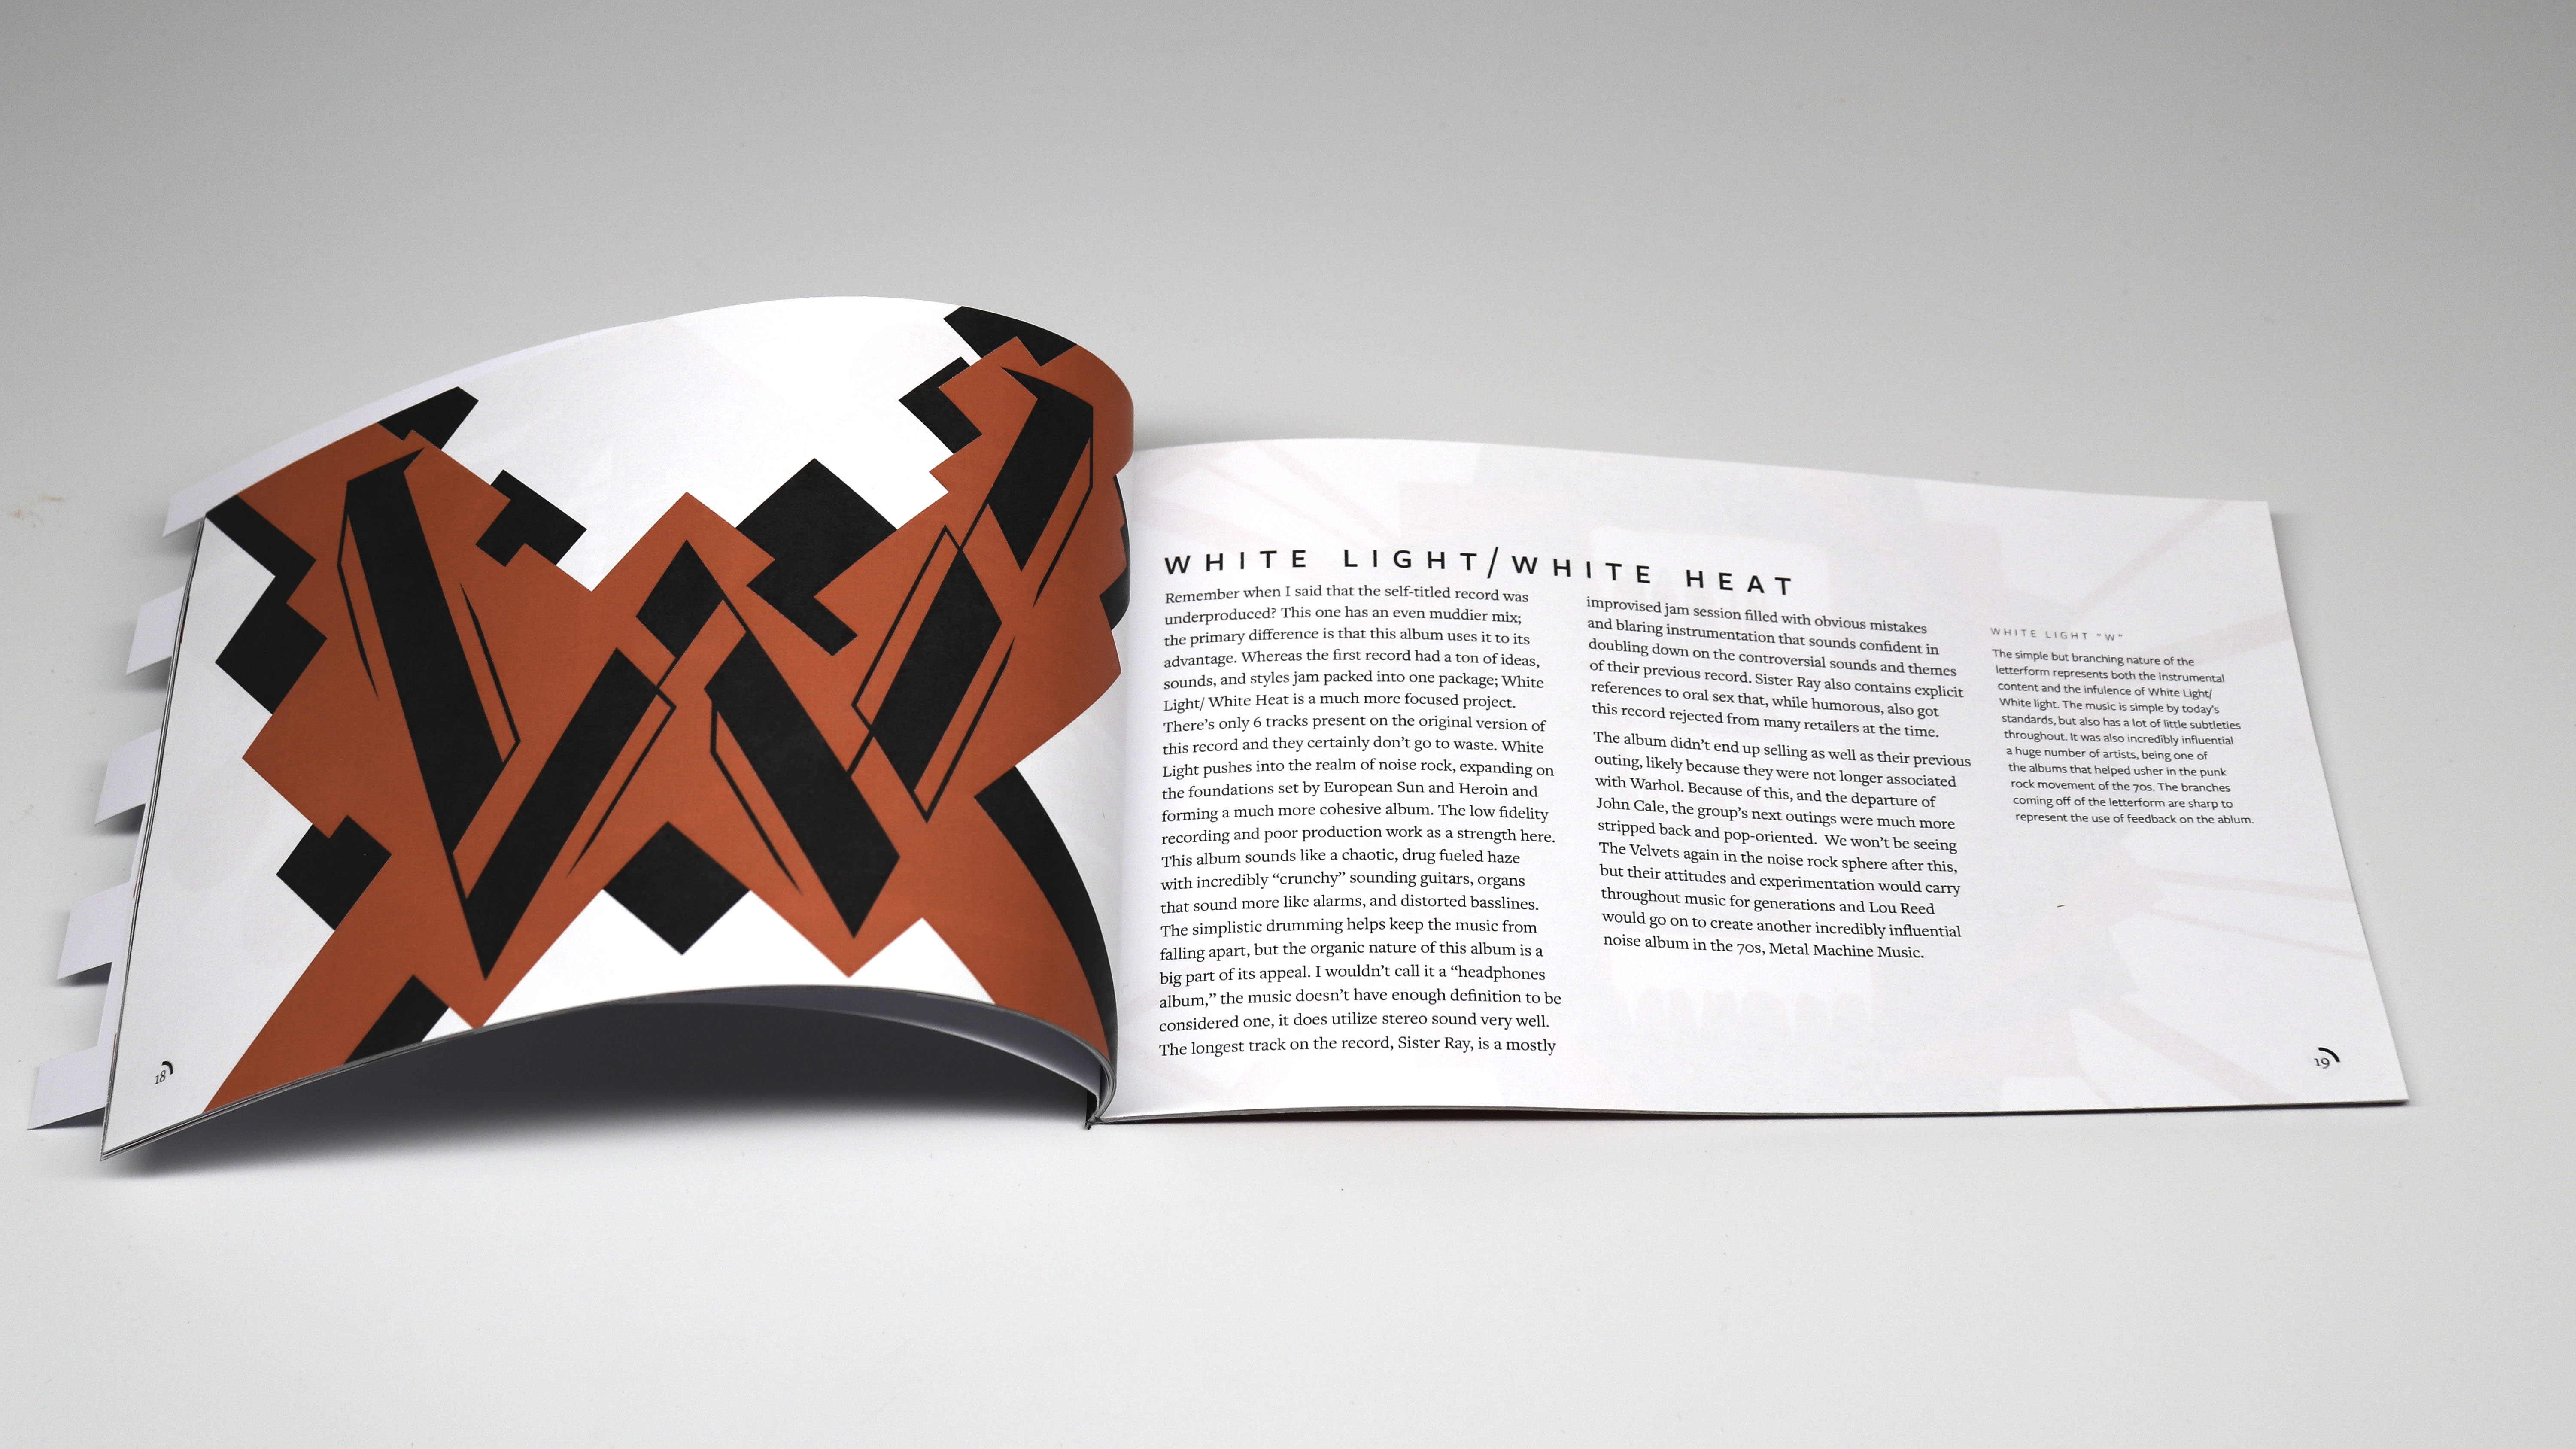 WHITE LIGHT/WHITE HEAT
Remember when I said that the self-titled record was
underproduced? This one has an even muddier mix;
the primary difference is that this album uses it to its
advantage. Whereas the first record had a ton of ideas,
sounds, and styles jam packed into one package; White
Light/ White Heat is a much more focused project.
There's only 6 tracks present on the original version of
this record and they certainly don't go to waste. White
Light pushes into the realm of noise rock, expanding on
the foundations set by European Sun and Heroin and
forming a much more cohesive album. The low fidelity
recording and poor production work as a strength here.
This album sounds like a chaotic, drug fueled haze
with incredibly “crunchy” sounding guitars, organs
that sound more like alarms, and distorted basslines.
The simplistic drumming helps keep the music from
falling apart, but the organic nature of this album is a
big part of its appeal. I wouldn't call it a “headphones
album,” the music doesn't have enough definition to be
considered one, it does utilize stereo sound very well.
The longest track on the record, Sister Ray, is a mostly
improvised jam session filled with obvious mistakes
and blaring instrumentation that sounds confident in
doubling down on the controversial sounds and themes
of their previous record. Sister Ray also contains explicit
references to oral sex that, while humorous, also got
this record rejected from many retailers at the time.
The album didn't end up selling as well as their previous
outing, likely because they were not longer associated
with Warhol. Because of this, and the departure of
John Cale, the group's next outings were much more
stripped back and pop-oriented. We won't be seeing
The Velvets again in the noise rock sphere after this,
but their attitudes and experimentation would carry
throughout music for generations and Lou Reed
would go on to create another incredibly influential
noise album in the 70s, Metal Machine Music.
WHITE LIGHT “W”
The simple but branching nature of the
letterform represents both the instrumental
content and the infulence of White Light/
White light. The music is simple by today's
standards, but also has a lot of little subtleties
throughout. It was also incredibly influential
a huge number of artists, being one of
the albums that helped usher in the punk
rock movement of the 70s. The branches
coming off of the letterform are sharp to
represent the use of feedback on the ablum.
18
19